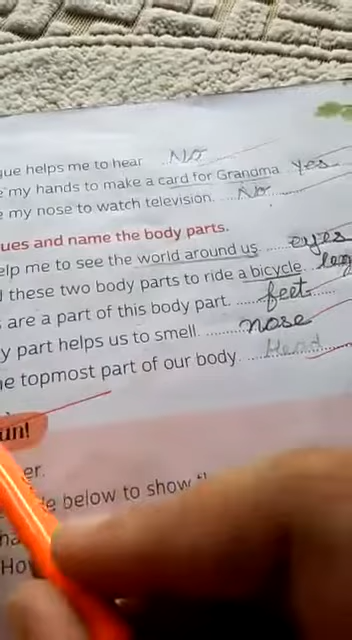 gue helps me to hear No
e my hands to make a card for Grandma yes
e my nose to watch television. No
ues and name the body parts.
elp me to see the world around us eyes
these two body parts to ride a bicycle leg
are a part of this body part. feet
y part helps us to smell. nose
he topmost part of our body. Head
un!
er.
below to show
How